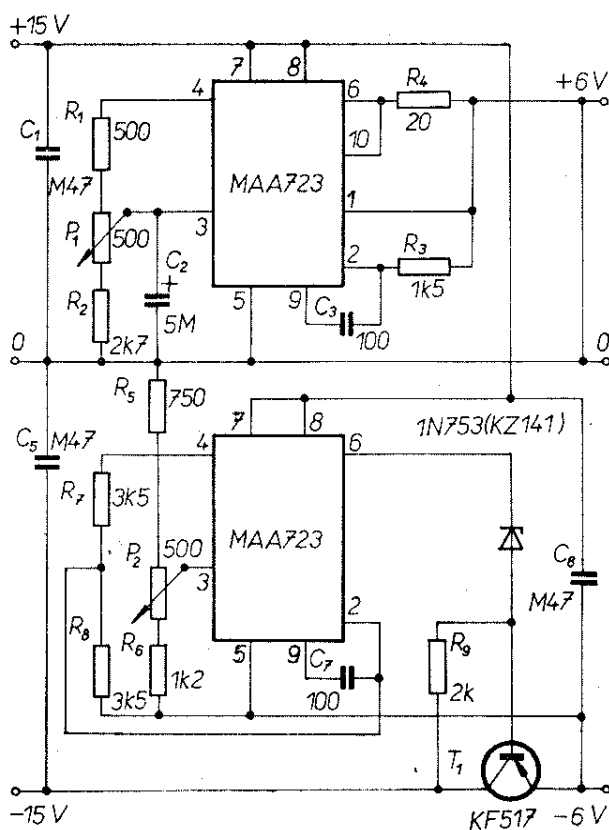 +15 V
7
8
4
6
R₄
+6 V
R₁
500
20
C₁
10
M47
MAA723
P₁
500
1
3
C₂
+
2
R₃
R₂
5
9
C₃
1k5
5M
100
0
2k7
0
R₅
750
7
8
1N753(KZ141)
C₅
M47
4
6
R₇
3k5
MAA723
P₂
500
C₈
3
M47
2
R₈
R₆
5
9
C₇
R₉
1k2
2k
3k5
100
T₁
-15 V
KF517
-6 V